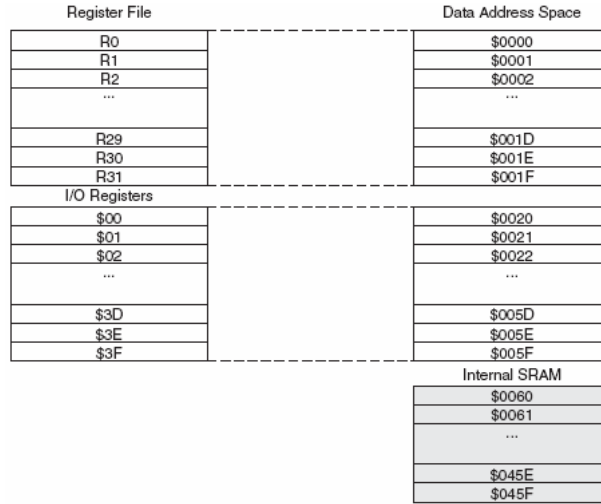 Register File Data Address Space
R0 $0000
R1 $0001
R2 $0002
... ...
R29 $001D
R30 $001E
R31 $001F
I/O Registers
$00 $0020
$01 $0021
$02 $0022
... ...
$3D $005D
$3E $005E
$3F $005F
Internal SRAM
$0060
$0061
...
$045E
$045F